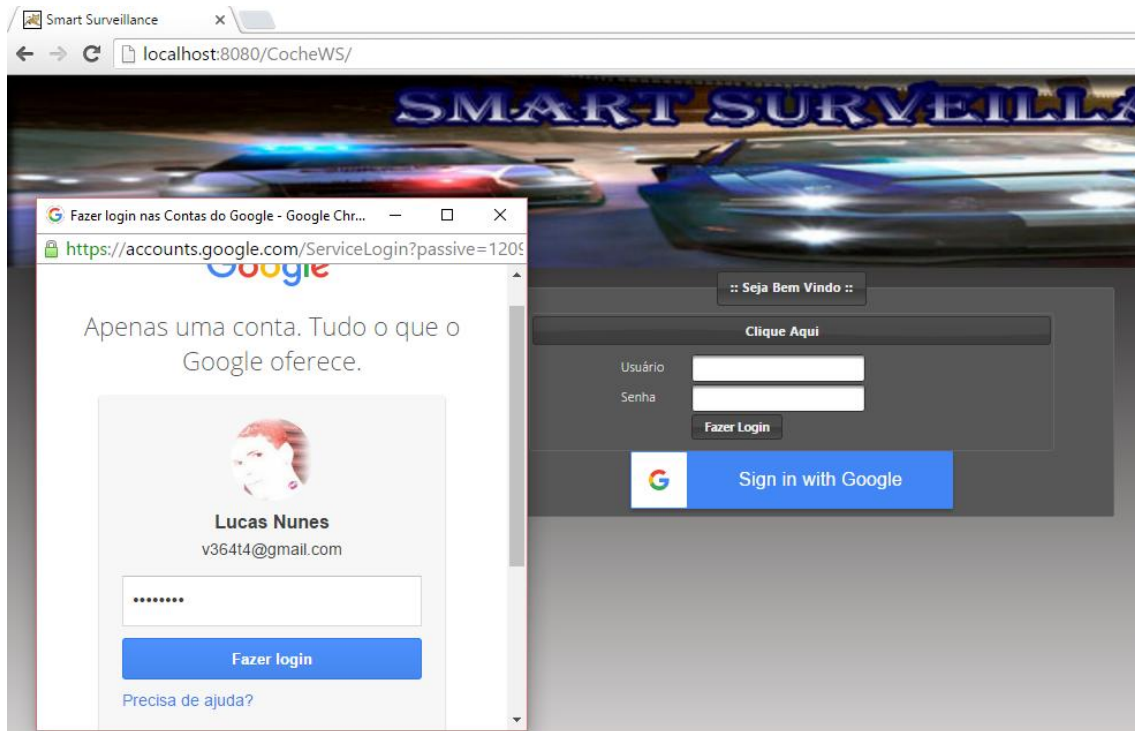 Smart Surveillance
localhost:8080/CocheWS/
SMART SURVEILLA
Fazer login nas Contas do Google - Google Chr...
https://accounts.google.com/ServiceLogin?passive=1209
Google
Apenas uma conta. Tudo o que o
Google oferece.
Lucas Nunes
v364t4@gmail.com
••••••••
Fazer login
Precisa de ajuda?
:: Seja Bem Vindo ::
Clique Aqui
Usuário
Senha
Fazer Login
G
Sign in with Google